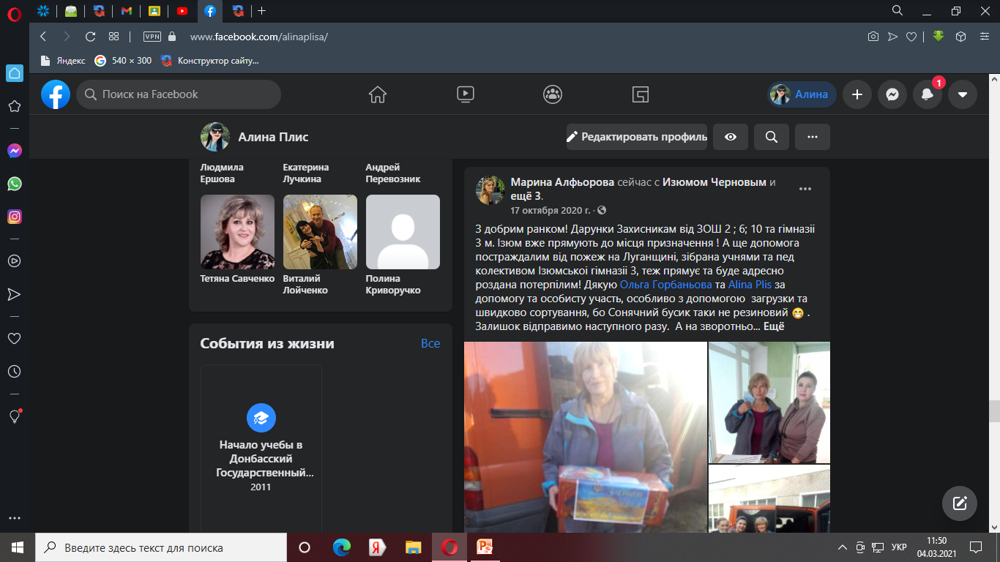 VPN
www.facebook.com/alinaplisa/
Яндекс
540 × 300
Конструктор сайту...
Поиск на Facebook
Алина
1
Алина Плис
Редактировать профиль
Людмила
Ершова
Екатерина
Лучкина
Андрей
Перевозник
Тетяна Савченко
Виталий
Лойченко
Полина
Криворучко
События из жизни
Все
Начало учебы в
Донбасский
Государственный...
2011
Марина Алфьорова сейчас с Изюмом Черновым и
ещё 3.
17 октября 2020 г. ·
З добрим ранком! Дарунки Захисникам від ЗОШ 2 ; 6; 10 та гімназії
3 м. Ізюм вже прямують до місця призначення ! А ще допомога
постраждалим від пожеж на Луганщині, зібрана учнями та пед
колективом Ізюмської гімназії 3, теж прямує та буде адресно
роздана потерпілим! Дякую Ольга Горбаньова та Alina Plis за
допомогу та особисту участь, особливо з допомогою загрузки та
швидково сортування, бо Сонячний бусик таки не резиновий 😁 .
Залишок відправимо наступного разу. А на зворотньо... Ещё
Введите здесь текст для поиска
Я
УКР
11:50
04.03.2021